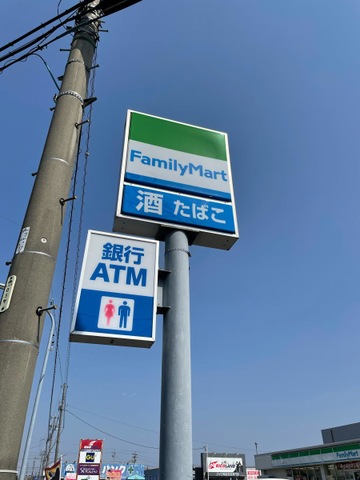 FamilyMart
酒 たばこ
銀行
ATM
GU
FamilyMart